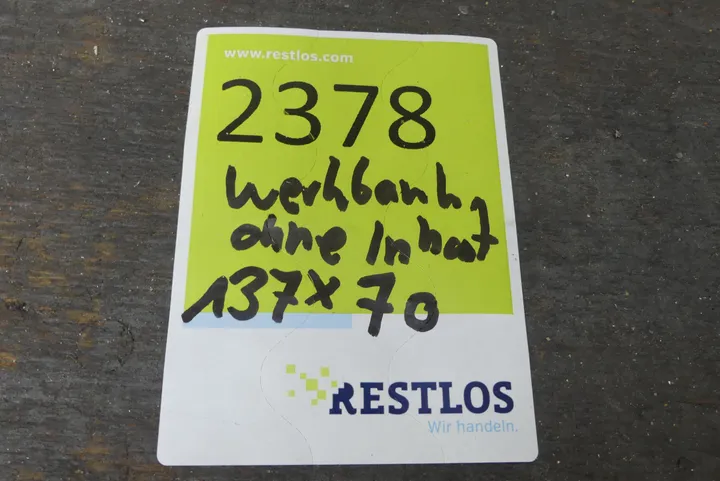 www.restlos.com
2378
Werkbank,
ohne Inhalt
137x70
RESTLOS
Wir handeln.